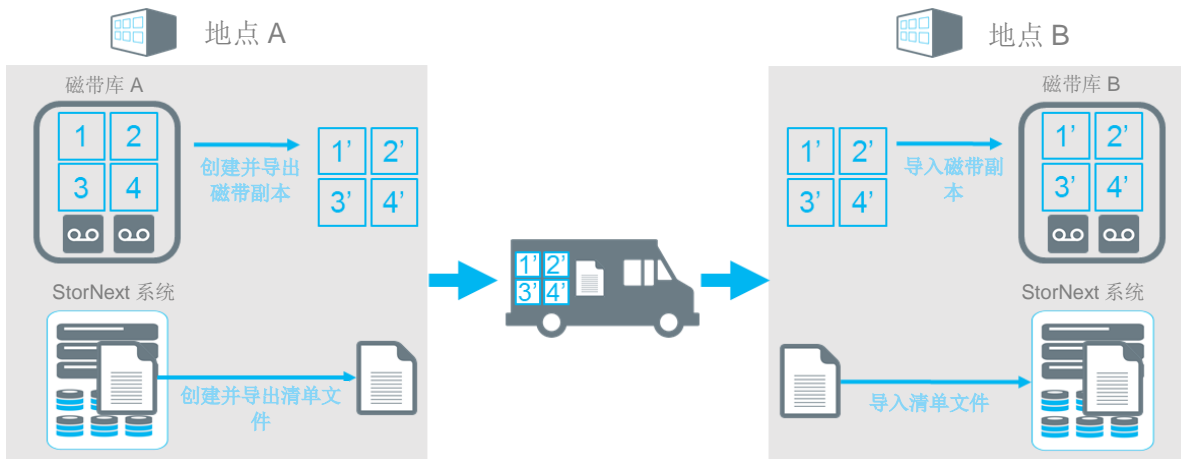 地点 A
磁带库 A
1 2
3 4
创建并导出
磁带副本
1’ 2’
3’ 4’
StorNext 系统
创建并导出清单文
件
1’ 2’
3’ 4’
地点 B
磁带库 B
1’ 2’
3’ 4’
导入磁带副
本
1’ 2’
3’ 4’
StorNext 系统
导入清单文件